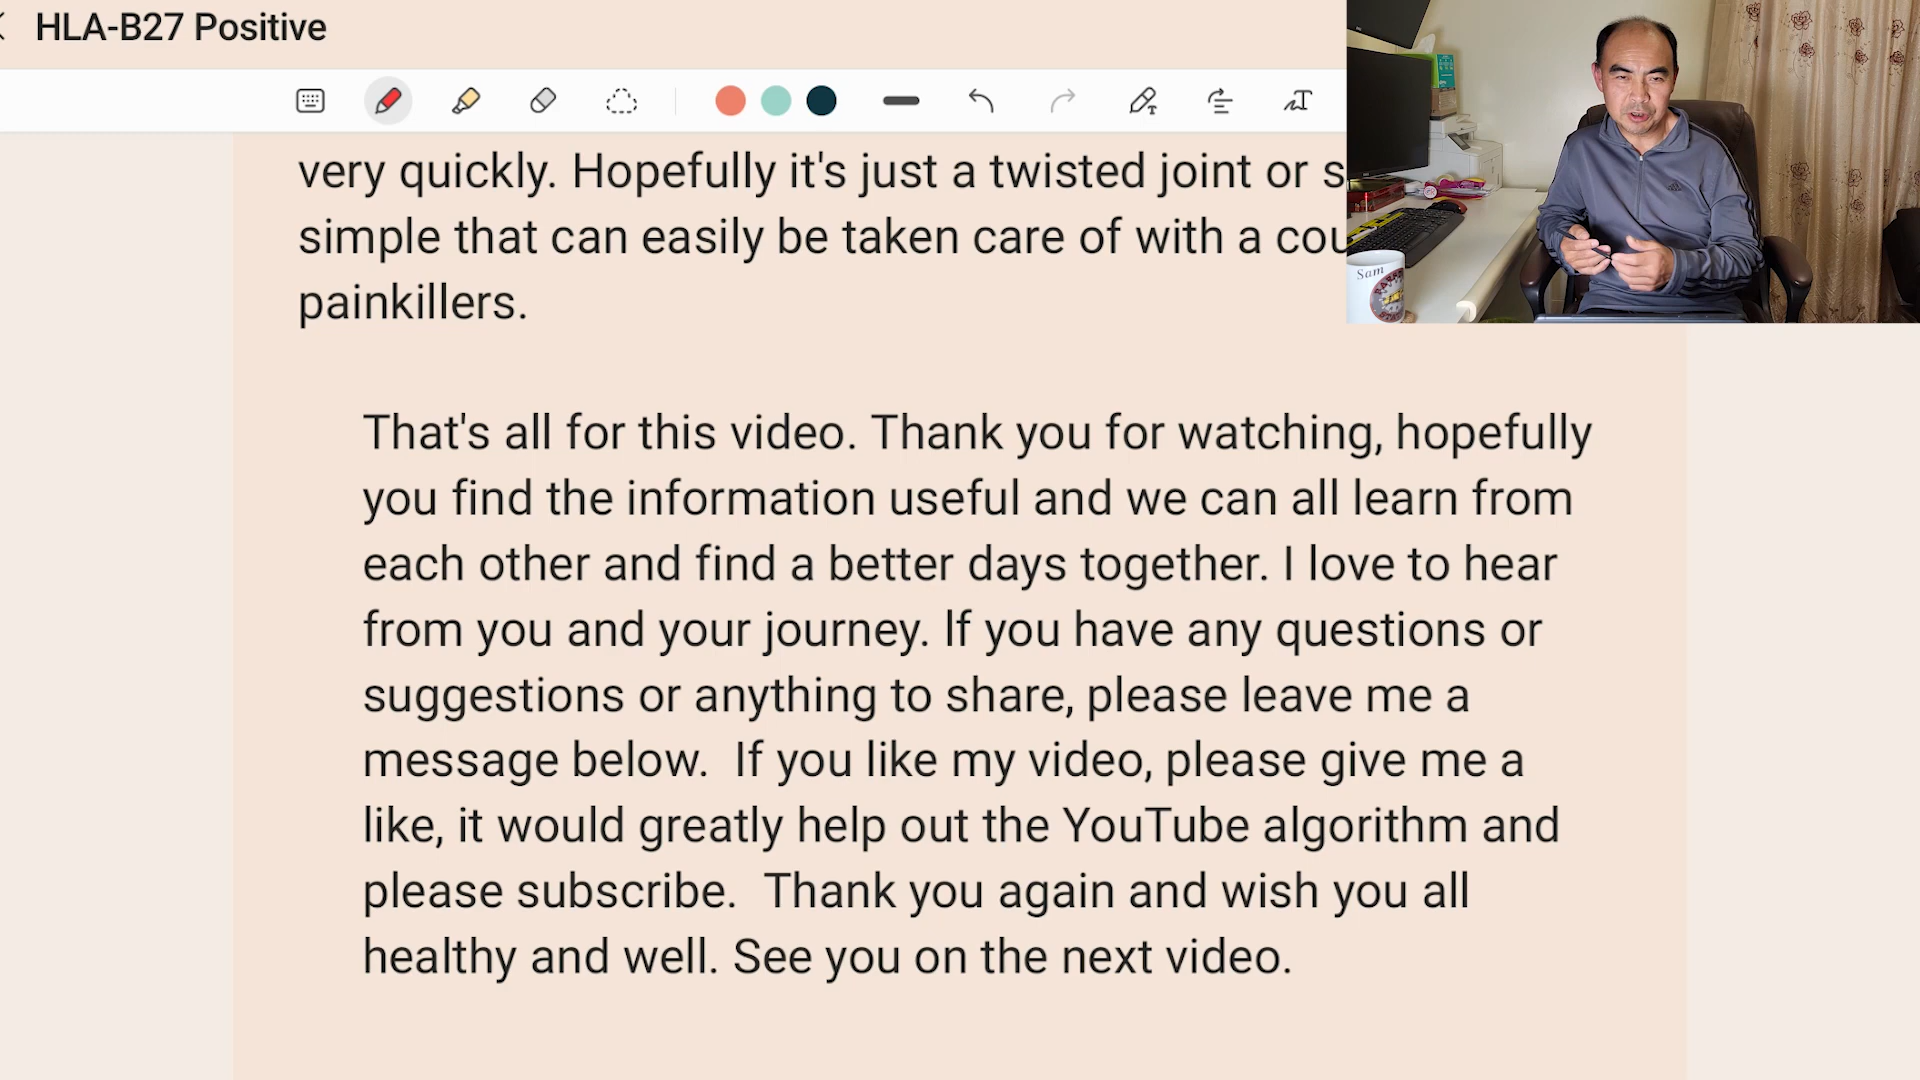 HLA-B27 Positive
very quickly. Hopefully it's just a twisted joint or s
simple that can easily be taken care of with a cou
painkillers.
That's all for this video. Thank you for watching, hopefully
you find the information useful and we can all learn from
each other and find a better days together. I love to hear
from you and your journey. If you have any questions or
suggestions or anything to share, please leave me a
message below.  If you like my video, please give me a
like, it would greatly help out the YouTube algorithm and
please subscribe.  Thank you again and wish you all
healthy and well. See you on the next video.
Sam